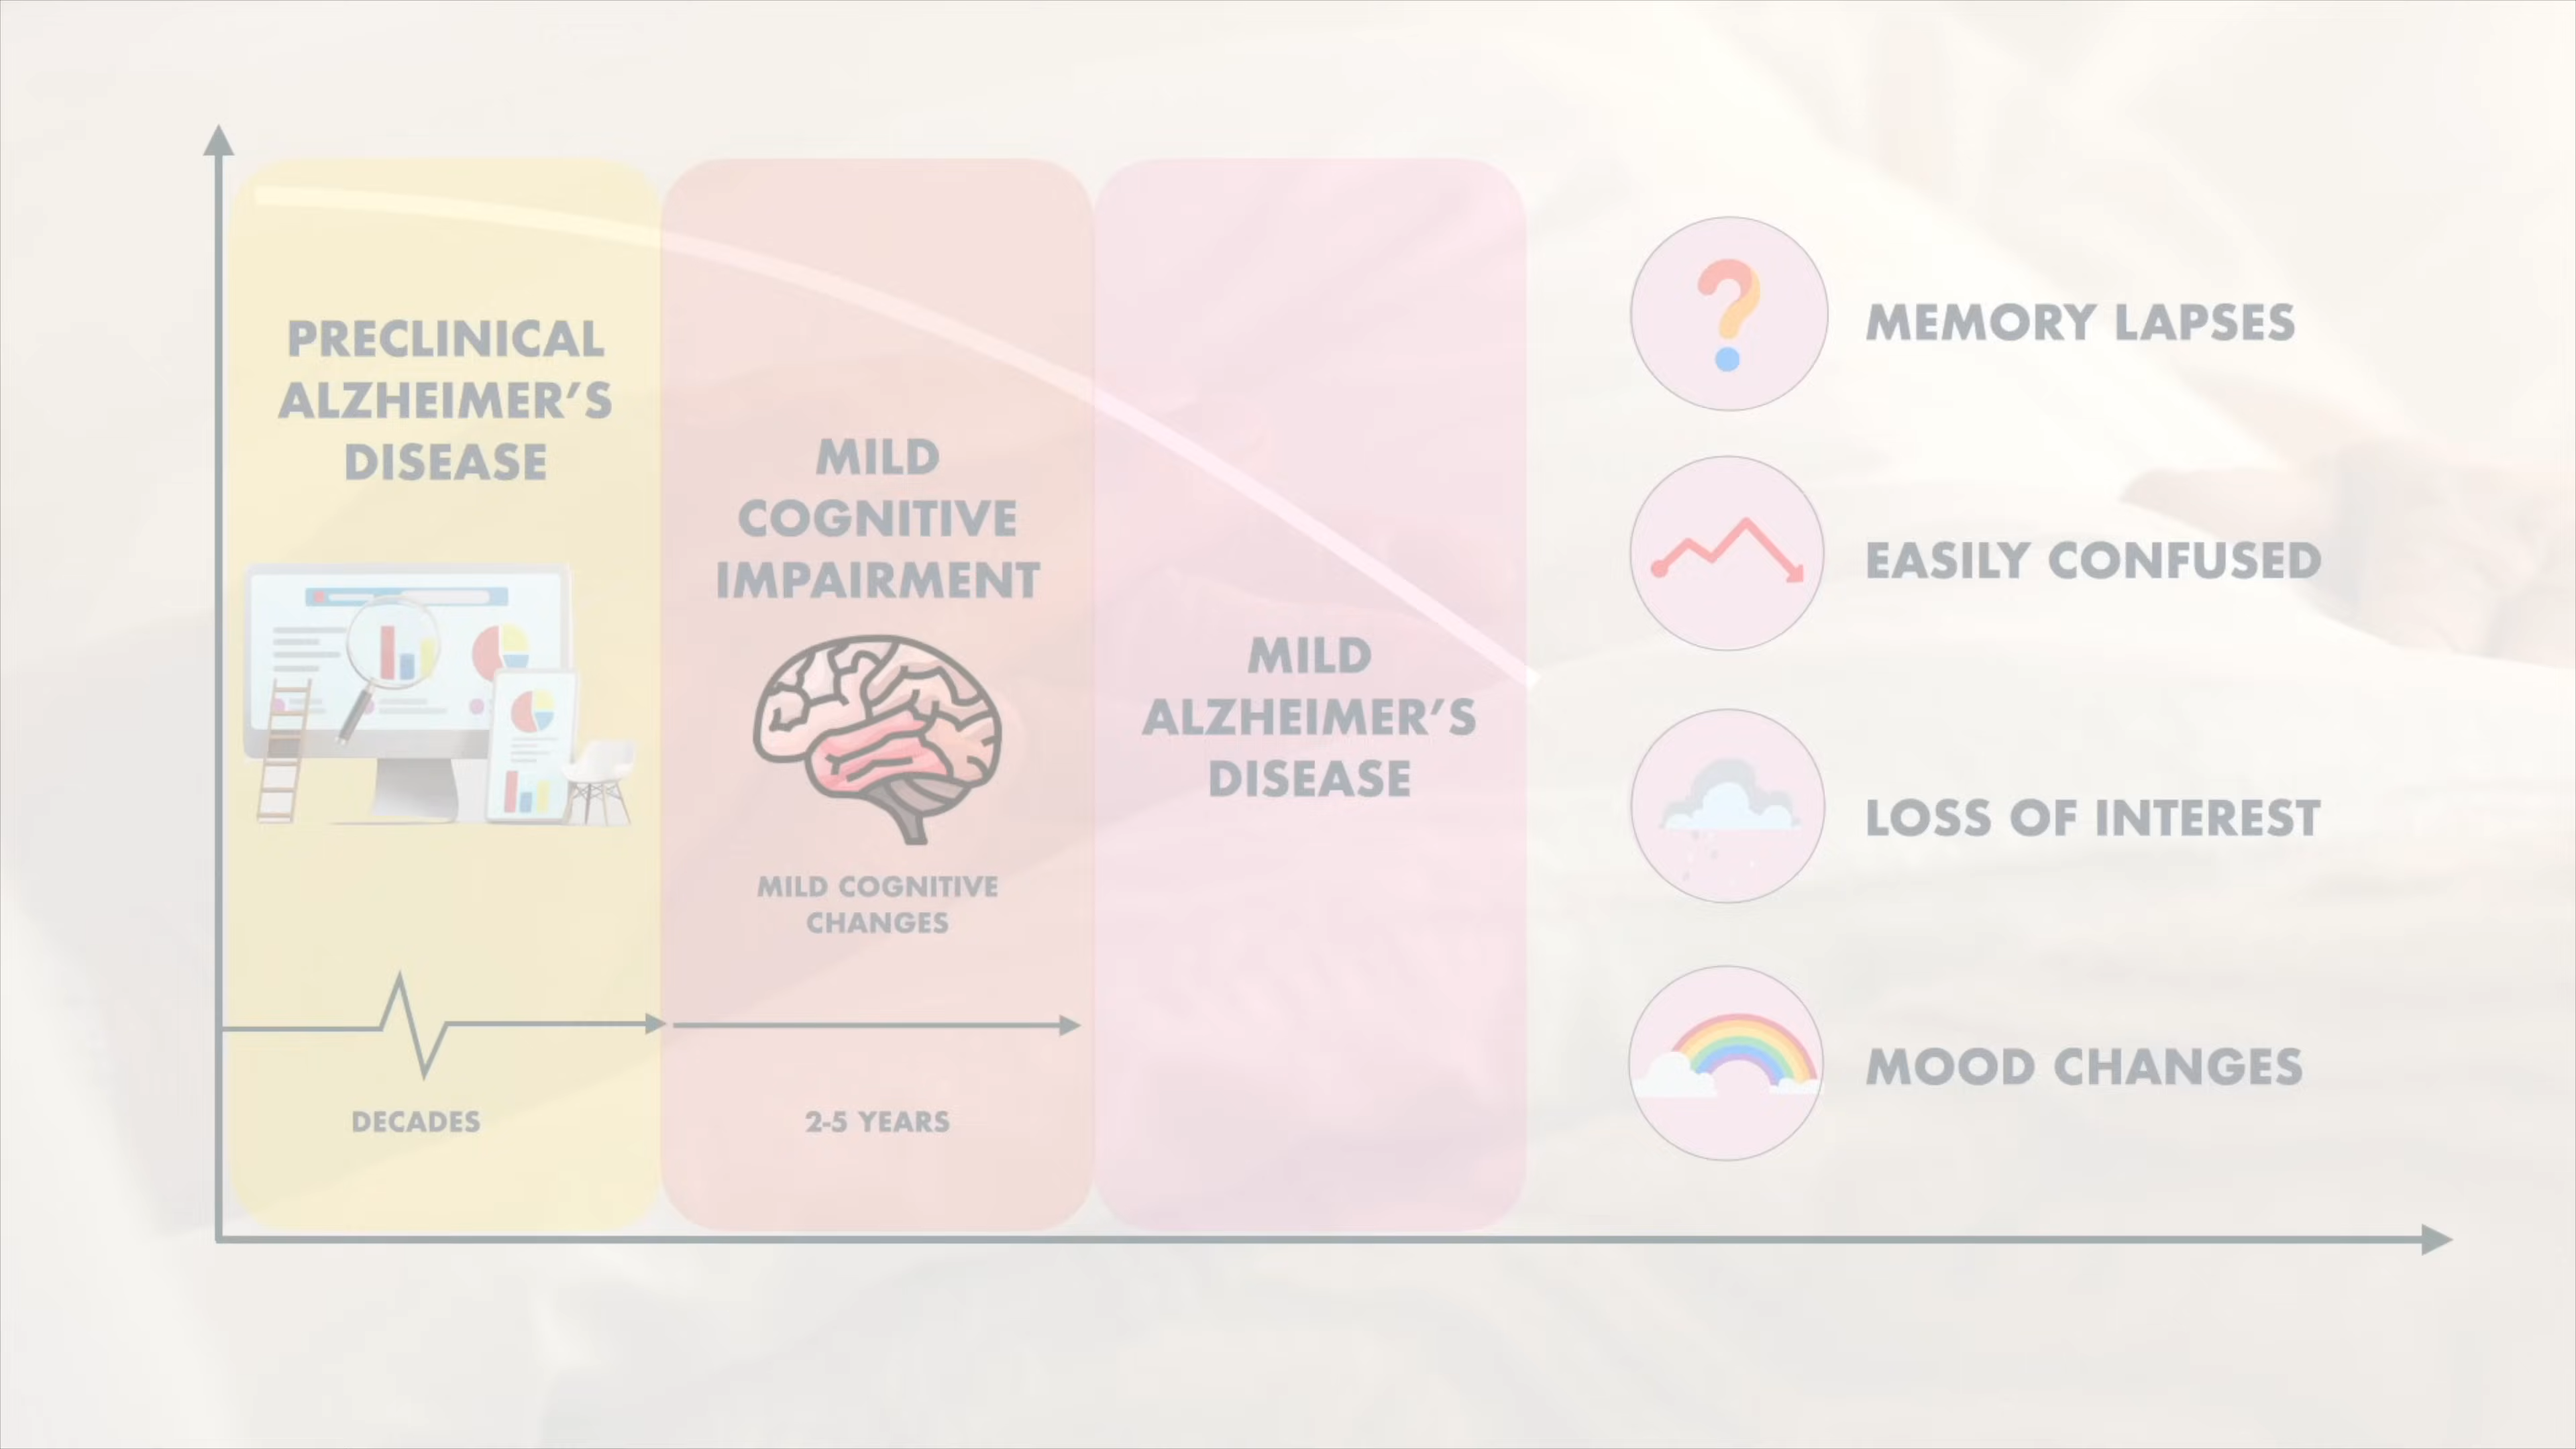 PRECLINICAL
ALZHEIMER’S
DISEASE
DECADES
MILD
COGNITIVE
IMPAIRMENT
MILD COGNITIVE
CHANGES
2-5 YEARS
MILD
ALZHEIMER’S
DISEASE
MEMORY LAPSES
EASILY CONFUSED
LOSS OF INTEREST
MOOD CHANGES